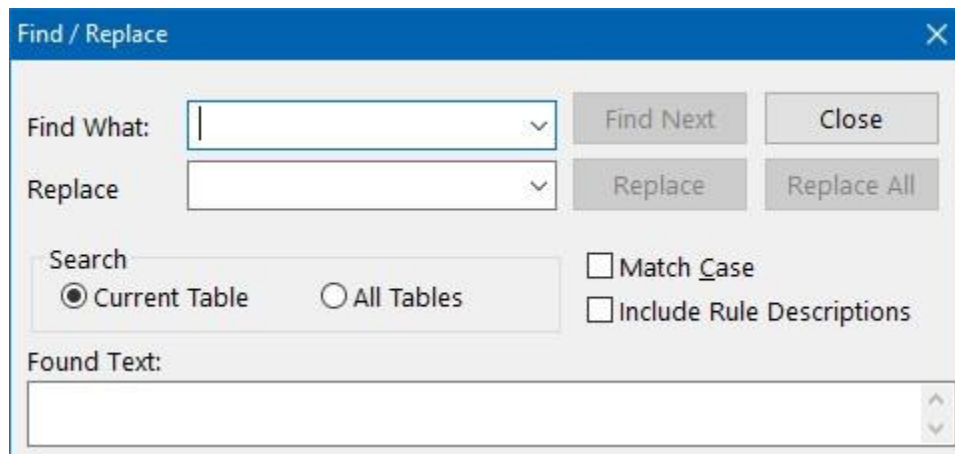 Find / Replace
Find What: Find Next Close
Replace Replace Replace All
Search
Current Table All Tables Match Case
Include Rule Descriptions
Found Text: